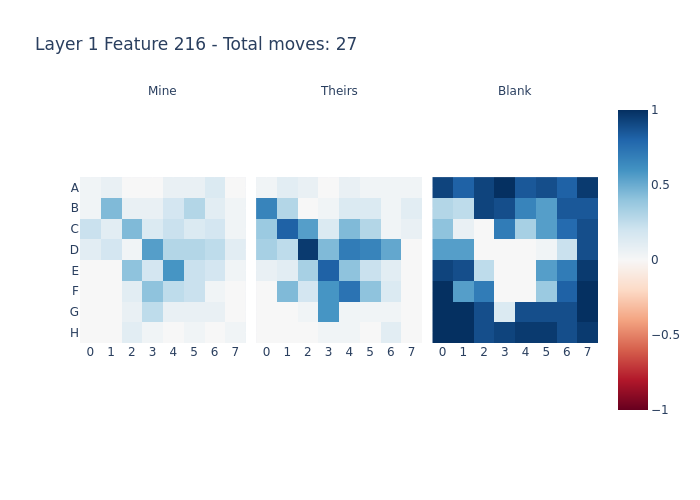 Layer 1 Feature 216 - Total moves: 27
Mine Theirs Blank
A
B
C
D
E
F
G
H
0 1 2 3 4 5 6 7 0 1 2 3 4 5 6 7 0 1 2 3 4 5 6 7
1
0.5
0
−0.5
−1